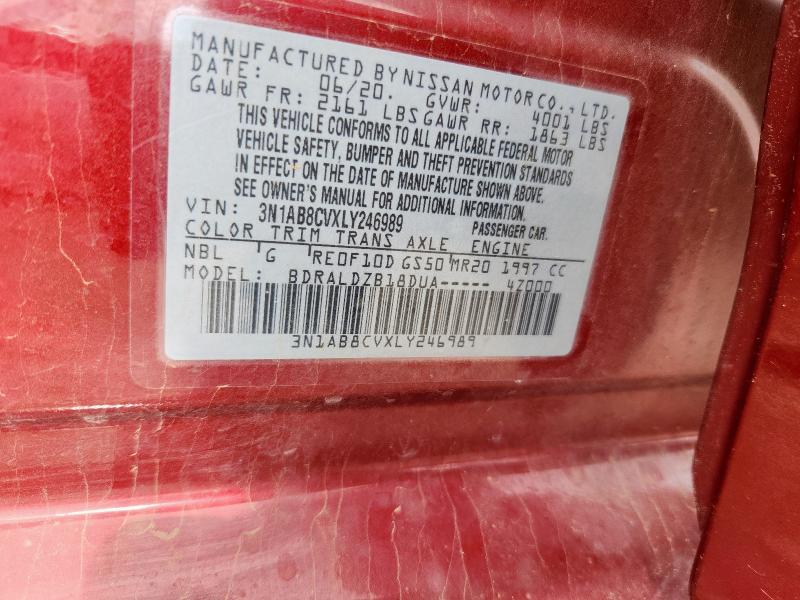 MANUFACTURED BY NISSAN MOTOR CO., LTD.
DATE: 06/20. GVWR: 4001 LBS
GAWR FR: 2161 LBS GAWR RR: 1863 LBS
THIS VEHICLE CONFORMS TO ALL APPLICABLE FEDERAL MOTOR
VEHICLE SAFETY, BUMPER AND THEFT PREVENTION STANDARDS
IN EFFECT ON THE DATE OF MANUFACTURE SHOWN ABOVE.
SEE OWNER'S MANUAL FOR ADDITIONAL INFORMATION.
VIN: 3N1AB8CVXLY246989 PASSENGER CAR.
COLOR TRIM TRANS AXLE ENGINE
NBL G RE0F10D GS50 MR20 1997 CC
MODEL: BDRALDZB18DUA----- 4Z000
3N1AB8CVXLY246989